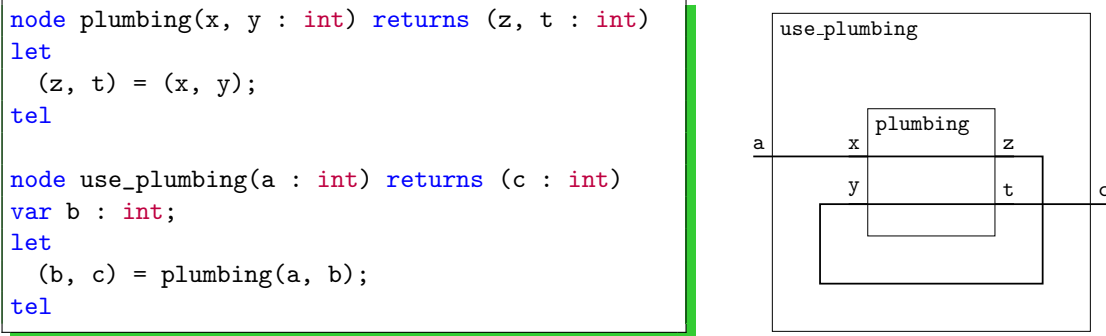 node plumbing(x, y : int) returns (z, t : int)
let
  (z, t) = (x, y);
tel
node use_plumbing(a : int) returns (c : int)
var b : int;
let
  (b, c) = plumbing(a, b);
tel
use_plumbing
plumbing
a
x
z
y
t
c